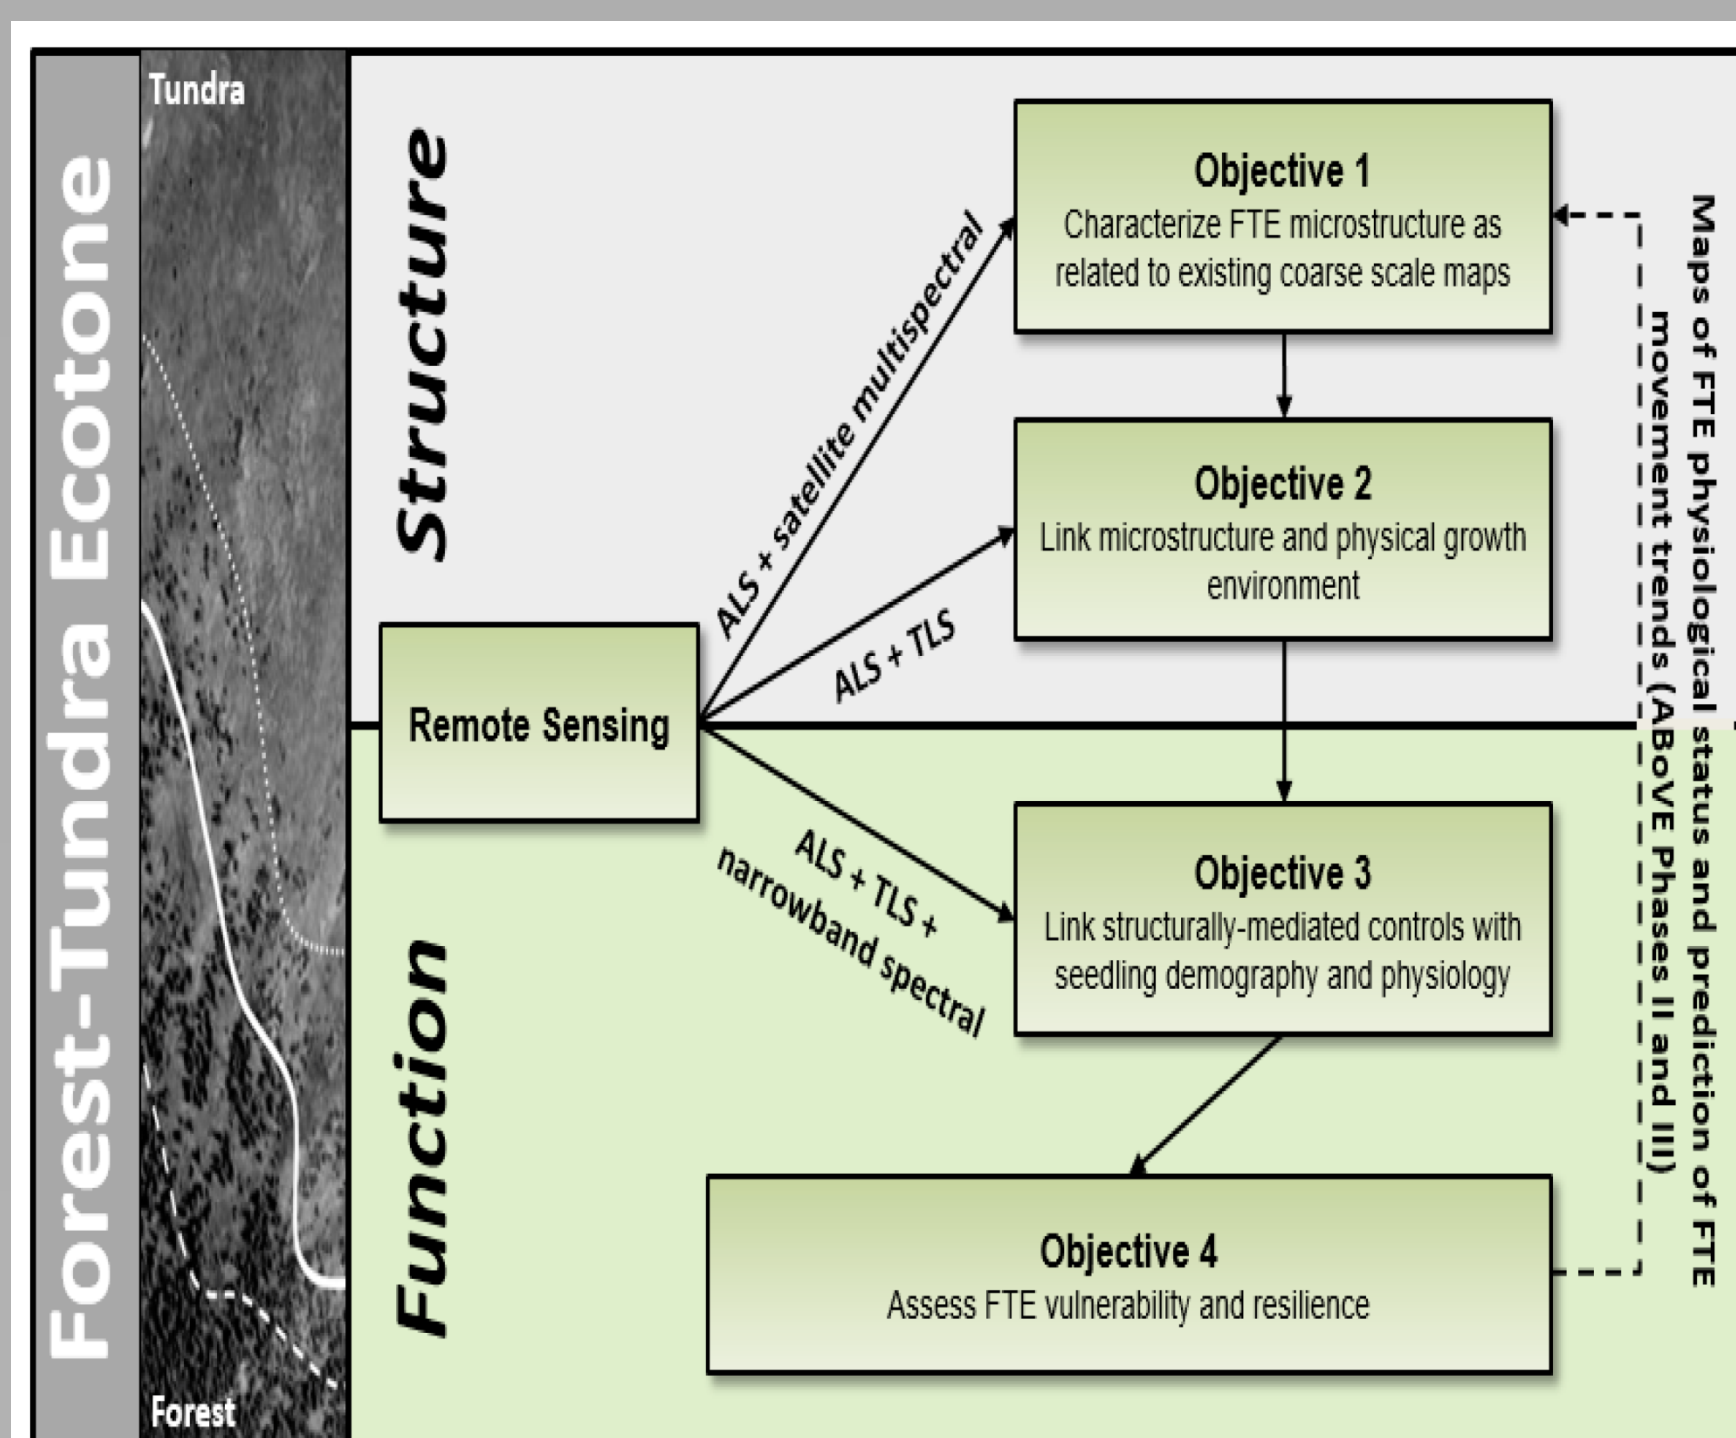 Forest-Tundra Ecotone
Tundra
Forest
Structure
Function
Remote Sensing
ALS + satellite multispectral
ALS + TLS
ALS + TLS +
narrowband spectral
Objective 1
Characterize FTE microstructure as
related to existing coarse scale maps
Objective 2
Link microstructure and physical growth
environment
Objective 3
Link structurally-mediated controls with
seedling demography and physiology
Objective 4
Assess FTE vulnerability and resilience
Maps of FTE physiological status and prediction of FTE
movement trends (ABoVE Phases II and III)